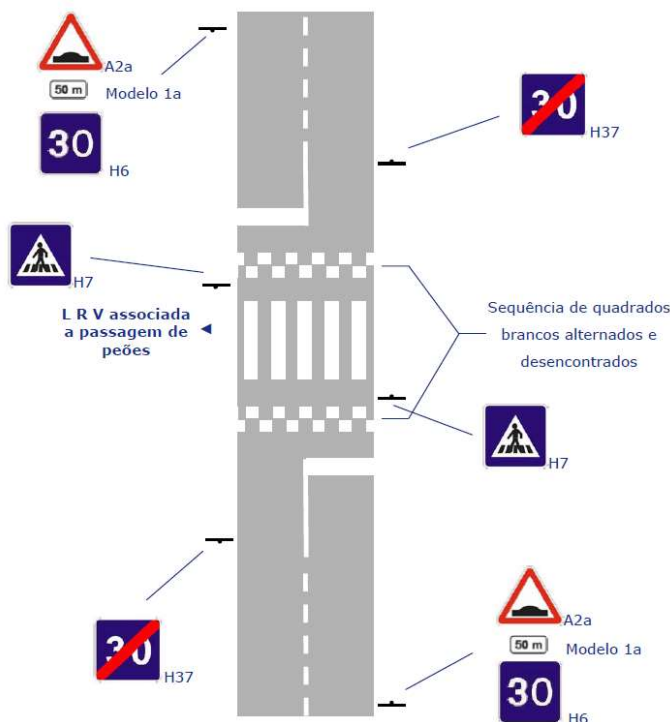 A2a
50 m
Modelo 1a
30
H6
30
H37
H7
L R V associada
a passagem de
peões
Sequência de quadrados
brancos alternados e
desencontrados
H7
30
H37
A2a
50 m
Modelo 1a
30
H6